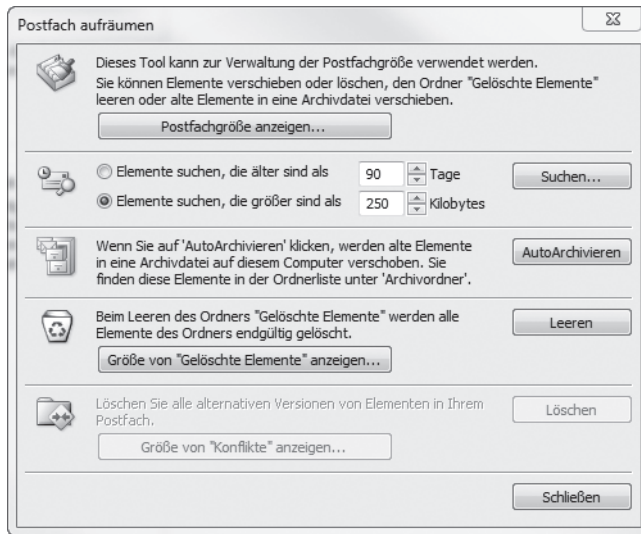 Postfach aufräumen
Dieses Tool kann zur Verwaltung der Postfachgröße verwendet werden.
Sie können Elemente verschieben oder löschen, den Ordner "Gelöschte Elemente"
leeren oder alte Elemente in eine Archivdatei verschieben.
Postfachgröße anzeigen...
Elemente suchen, die älter sind als 90 Tage Suchen...
Elemente suchen, die größer sind als 250 Kilobytes
Wenn Sie auf 'AutoArchivieren' klicken, werden alte Elemente
in eine Archivdatei auf diesem Computer verschoben. Sie
finden diese Elemente in der Ordnerliste unter 'Archivordner'.
AutoArchivieren
Beim Leeren des Ordners "Gelöschte Elemente" werden alle
Elemente des Ordners endgültig gelöscht.
Leeren
Größe von "Gelöschte Elemente" anzeigen...
Löschen Sie alle alternativen Versionen von Elementen in Ihrem
Postfach.
Löschen
Größe von "Konflikte" anzeigen...
Schließen